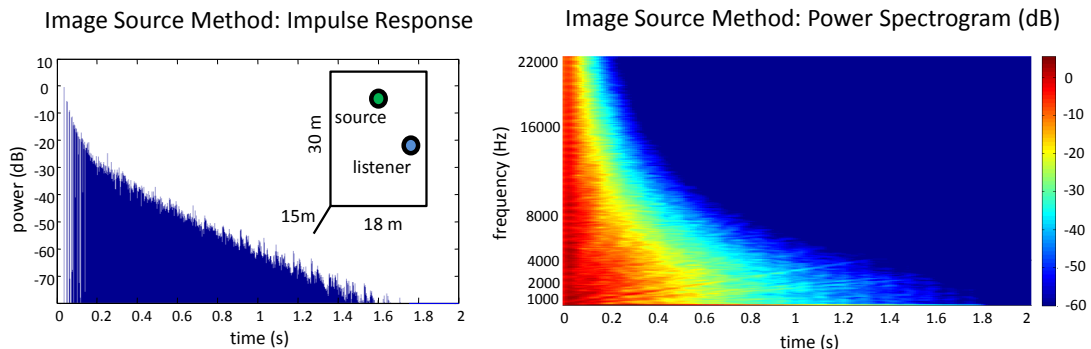 Image Source Method: Impulse Response
10
0
-10
-20
-30
-40
-50
-60
-70
power (dB)
0 0.2 0.4 0.6 0.8 1 1.2 1.4 1.6 1.8 2
time (s)
source
30 m
listener
15m
18 m
Image Source Method: Power Spectrogram (dB)
22000
16000
8000
4000
2000
1000
frequency (Hz)
0 0.2 0.4 0.6 0.8 1 1.2 1.4 1.6 1.8 2
time (s)
0
-10
-20
-30
-40
-50
-60